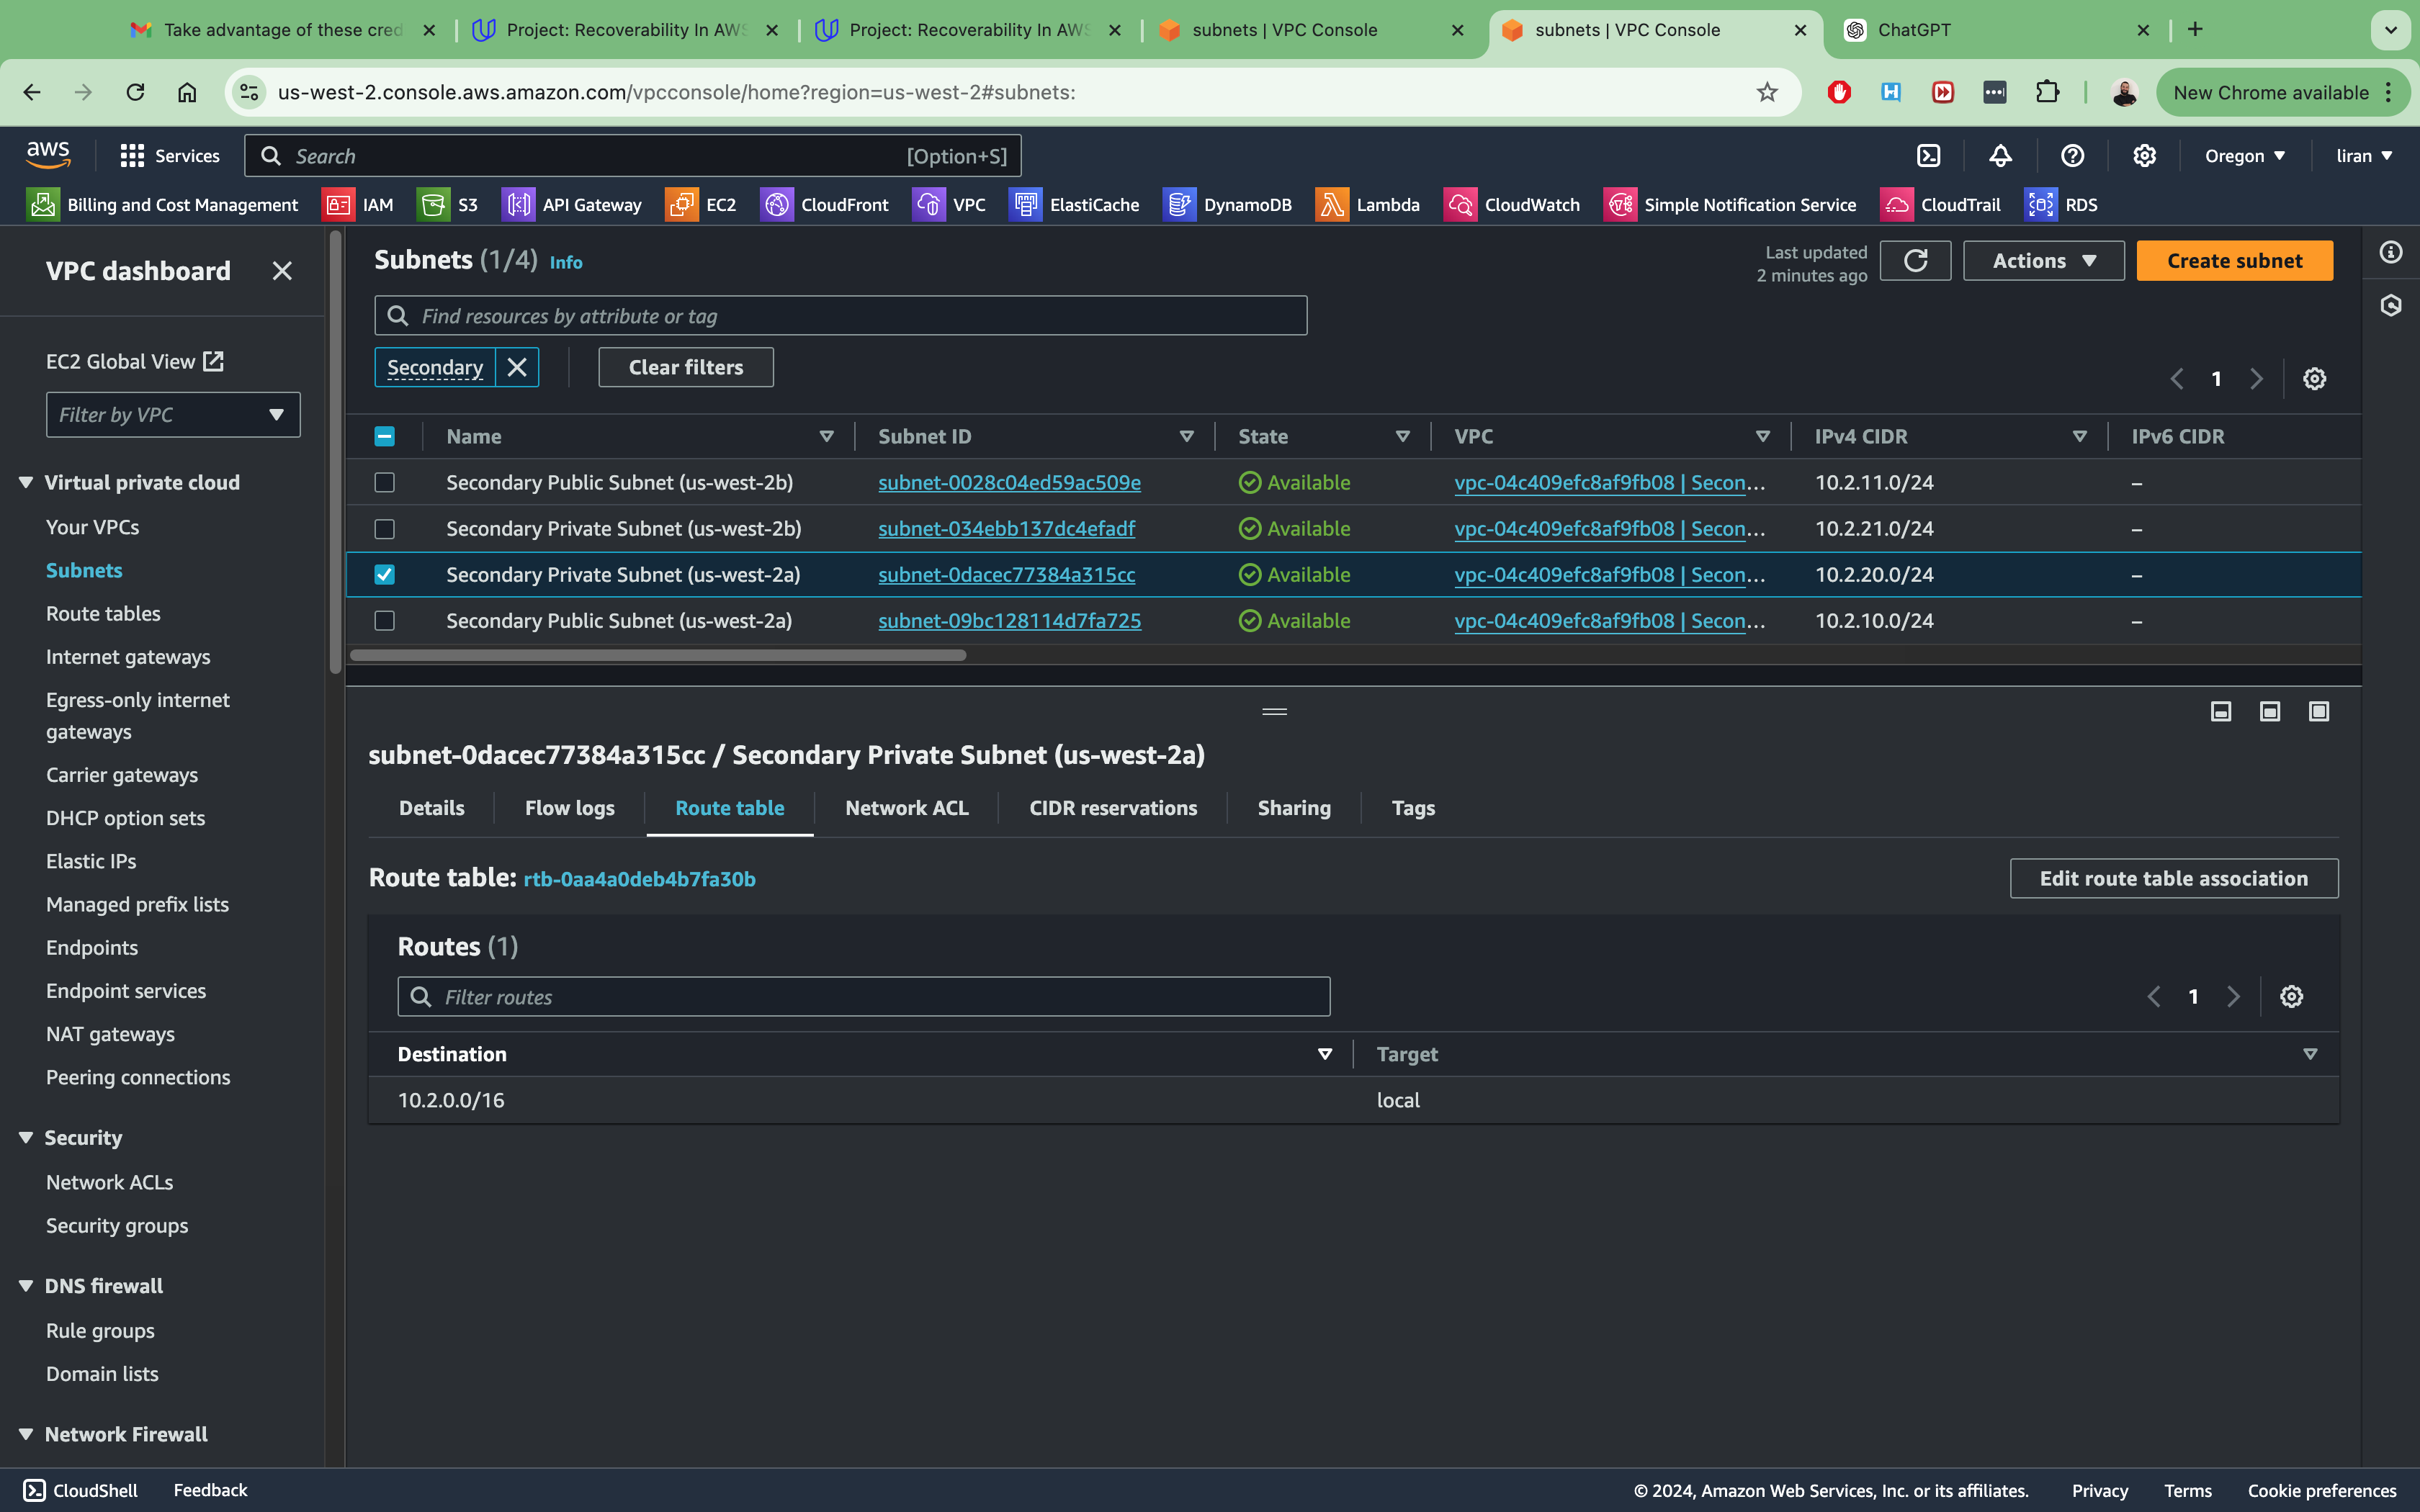 Take advantage of these cred
Project: Recoverability In AWS
Project: Recoverability In AWS
subnets | VPC Console
subnets | VPC Console
ChatGPT
us-west-2.console.aws.amazon.com/vpcconsole/home?region=us-west-2#subnets:
New Chrome available
aws
Services
Search
[Option+S]
Oregon
liran
Billing and Cost Management
IAM
S3
API Gateway
EC2
CloudFront
VPC
ElastiCache
DynamoDB
Lambda
CloudWatch
Simple Notification Service
CloudTrail
RDS
VPC dashboard
EC2 Global View
Filter by VPC
Virtual private cloud
Your VPCs
Subnets
Route tables
Internet gateways
Egress-only internet
gateways
Carrier gateways
DHCP option sets
Elastic IPs
Managed prefix lists
Endpoints
Endpoint services
NAT gateways
Peering connections
Security
Network ACLs
Security groups
DNS firewall
Rule groups
Domain lists
Network Firewall
Subnets (1/4) Info
Last updated
2 minutes ago
Actions
Create subnet
Find resources by attribute or tag
Secondary
Clear filters
1
Name Subnet ID State VPC IPv4 CIDR IPv6 CIDR
Secondary Public Subnet (us-west-2b) subnet-0028c04ed59ac509e Available vpc-04c409efc8af9fb08 | Secon... 10.2.11.0/24 –
Secondary Private Subnet (us-west-2b) subnet-034ebb137dc4efadf Available vpc-04c409efc8af9fb08 | Secon... 10.2.21.0/24 –
Secondary Private Subnet (us-west-2a) subnet-0dacec77384a315cc Available vpc-04c409efc8af9fb08 | Secon... 10.2.20.0/24 –
Secondary Public Subnet (us-west-2a) subnet-09bc128114d7fa725 Available vpc-04c409efc8af9fb08 | Secon... 10.2.10.0/24 –
subnet-0dacec77384a315cc / Secondary Private Subnet (us-west-2a)
Details Flow logs Route table Network ACL CIDR reservations Sharing Tags
Route table: rtb-0aa4a0deb4b7fa30b
Edit route table association
Routes (1)
Filter routes
1
Destination Target
10.2.0.0/16 local
CloudShell Feedback
© 2024, Amazon Web Services, Inc. or its affiliates. Privacy Terms Cookie preferences